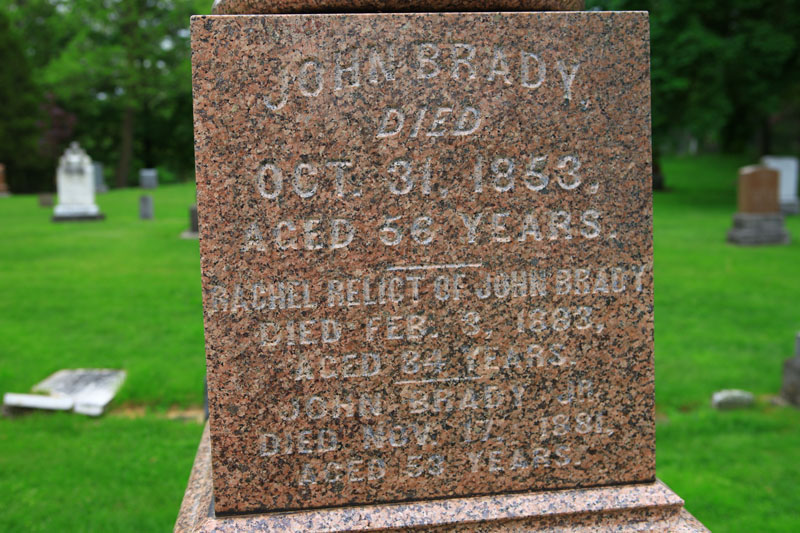 JOHN BRADY,
DIED
OCT. 31, 1853,
AGED 56 YEARS.
RACHEL RELICT OF JOHN BRADY
DIED FEB. 3, 1883,
AGED 84 YEARS.
JOHN BRADY JR.
DIED NOV. 17, 1881,
AGED 53 YEARS.